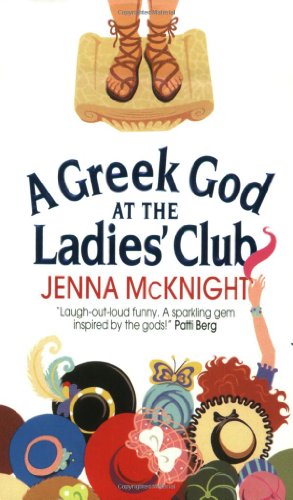 A Greek God
AT THE
Ladies' Club
JENNA McKNIGHT
"Laugh-out-loud funny. A sparkling gem
inspired by the gods!" Patti Berg